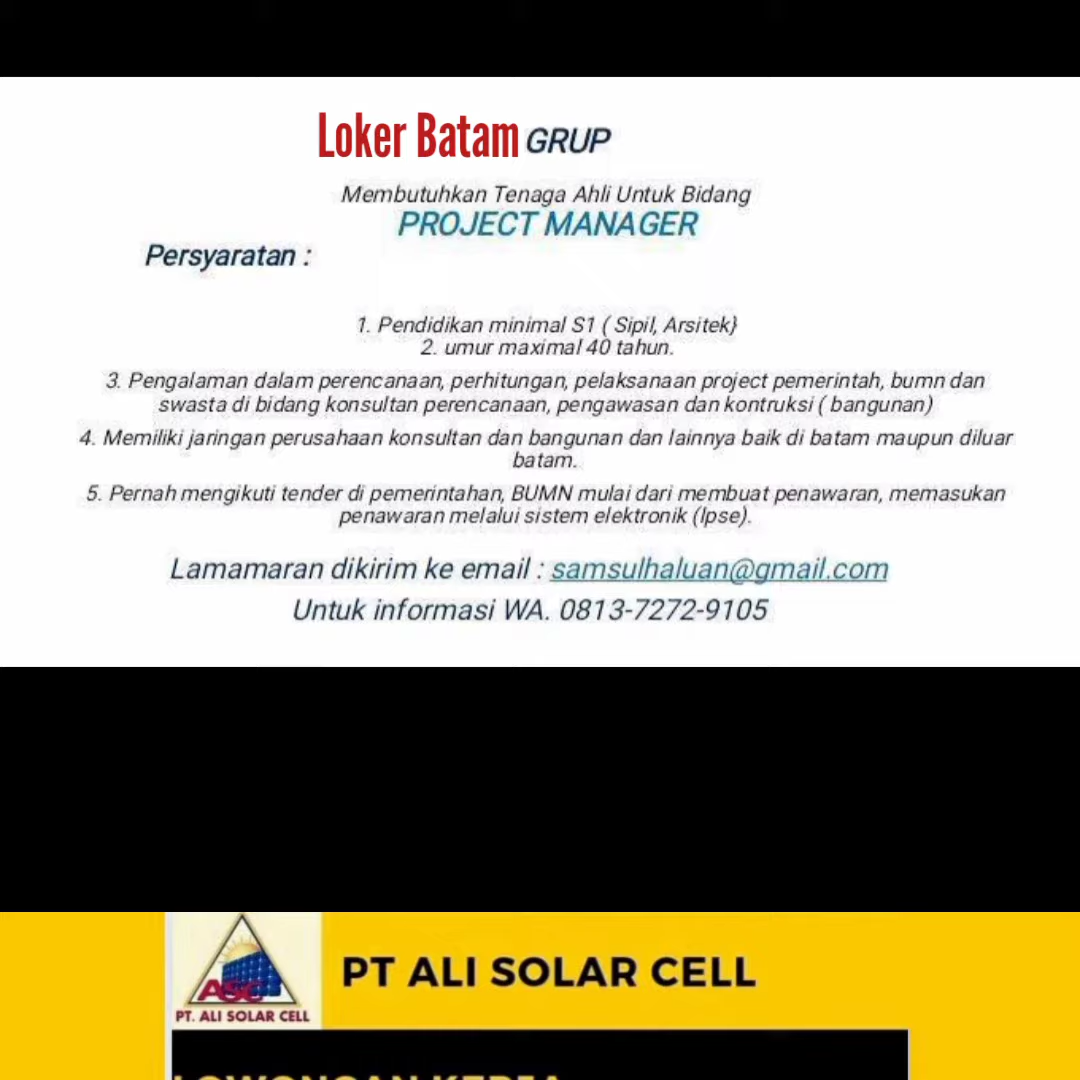 Loker Batam GRUP
Membutuhkan Tenaga Ahli Untuk Bidang
PROJECT MANAGER
Persyaratan :
1. Pendidikan minimal S1 ( Sipil, Arsitek}
2. umur maximal 40 tahun.
3. Pengalaman dalam perencanaan, perhitungan, pelaksanaan project pemerintah, bumn dan
swasta di bidang konsultan perencanaan, pengawasan dan kontruksi ( bangunan)
4. Memiliki jaringan perusahaan konsultan dan bangunan dan lainnya baik di batam maupun diluar
batam.
5. Pernah mengikuti tender di pemerintahan, BUMN mulai dari membuat penawaran, memasukan
penawaran melalui sistem elektronik (lpse).
Lamamaran dikirim ke email : samsulhaluan@gmail.com
Untuk informasi WA. 0813-7272-9105
ASC
PT. ALI SOLAR CELL
PT ALI SOLAR CELL
LOWONGAN KERJA